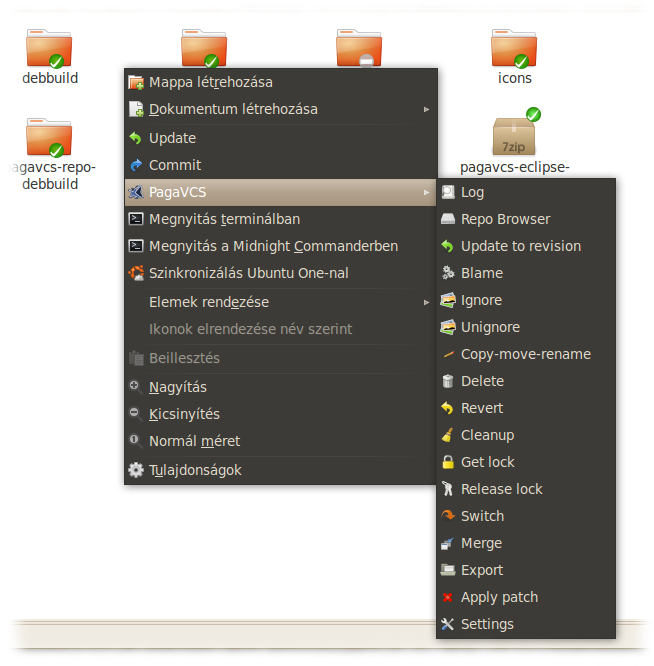 debbuild
icons
pagavcs-repo-
debbuild
7zip
pagavcs-eclipse-
Mappa létrehozása
Dokumentum létrehozása
Update
Commit
PagaVCS
Megnyitás terminálban
Megnyitás a Midnight Commanderben
Szinkronizálás Ubuntu One-nal
Elemek rendezése
Ikonok elrendezése név szerint
Beillesztés
Nagyítás
Kicsinyítés
Normál méret
Tulajdonságok
Log
Repo Browser
Update to revision
Blame
Ignore
Unignore
Copy-move-rename
Delete
Revert
Cleanup
Get lock
Release lock
Switch
Merge
Export
Apply patch
Settings